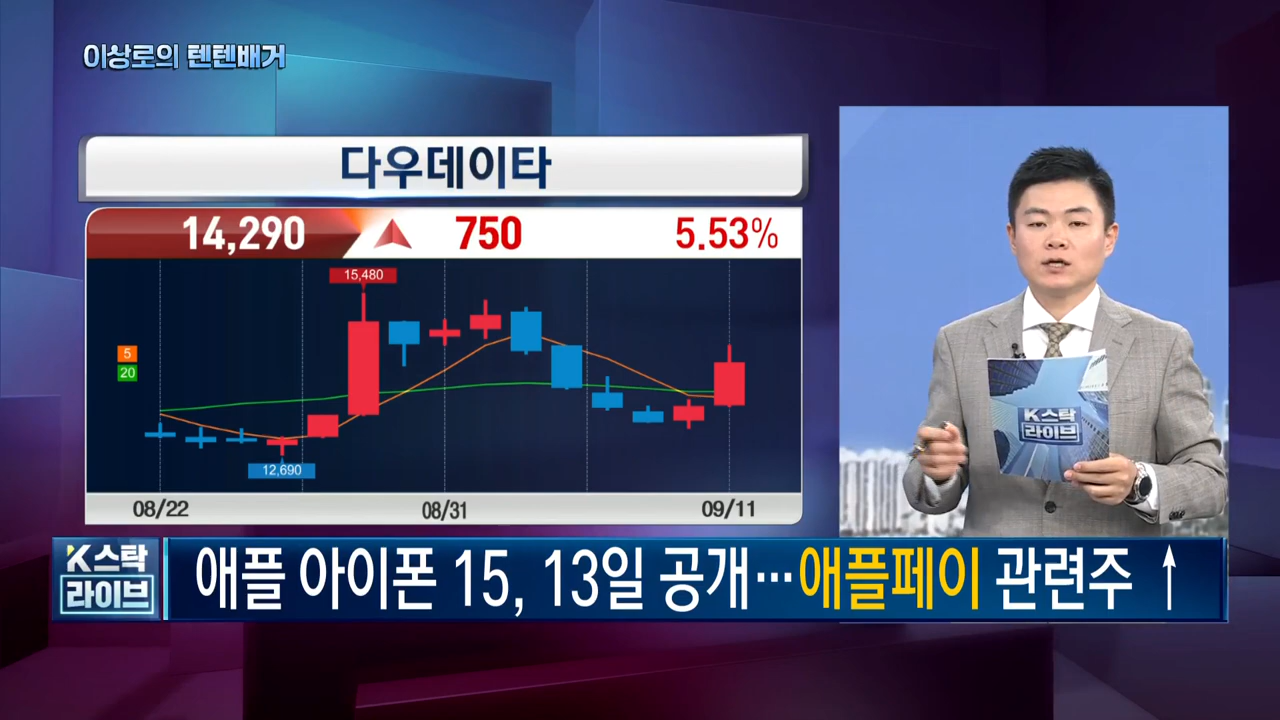 이상로의 텐텐배거
다우데이타
14,290 ▲ 750 5.53%
15,480
5
20
12,690
08/22 08/31 09/11
K스탁
라이브
K스탁
라이브
애플 아이폰 15, 13일 공개…애플페이 관련주 ↑